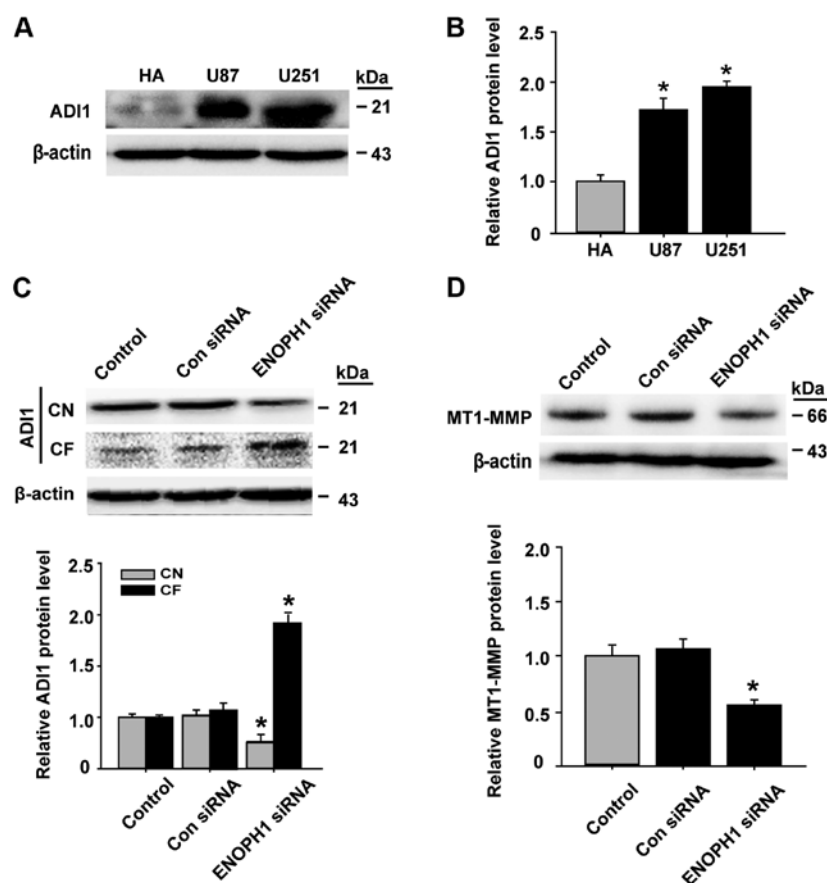 A
HA U87 U251 kDa
ADI1 – 21
β-actin – 43
B
Relative ADI1 protein level
2.5
2.0
1.5
1.0
0
* *
HA U87 U251
C
Control Con siRNA ENOPH1 siRNA kDa
ADI1
CN – 21
CF – 21
β-actin – 43
Relative ADI1 protein level
2.5
2.0
1.5
1.0
0
CN
CF
* *
Control Con siRNA ENOPH1 siRNA
D
Control Con siRNA ENOPH1 siRNA kDa
MT1-MMP – 66
β-actin 43 –
Relative MT1-MMP protein level
2.0
1.5
1.0
0.5
0
*
Control Con siRNA ENOPH1 siRNA